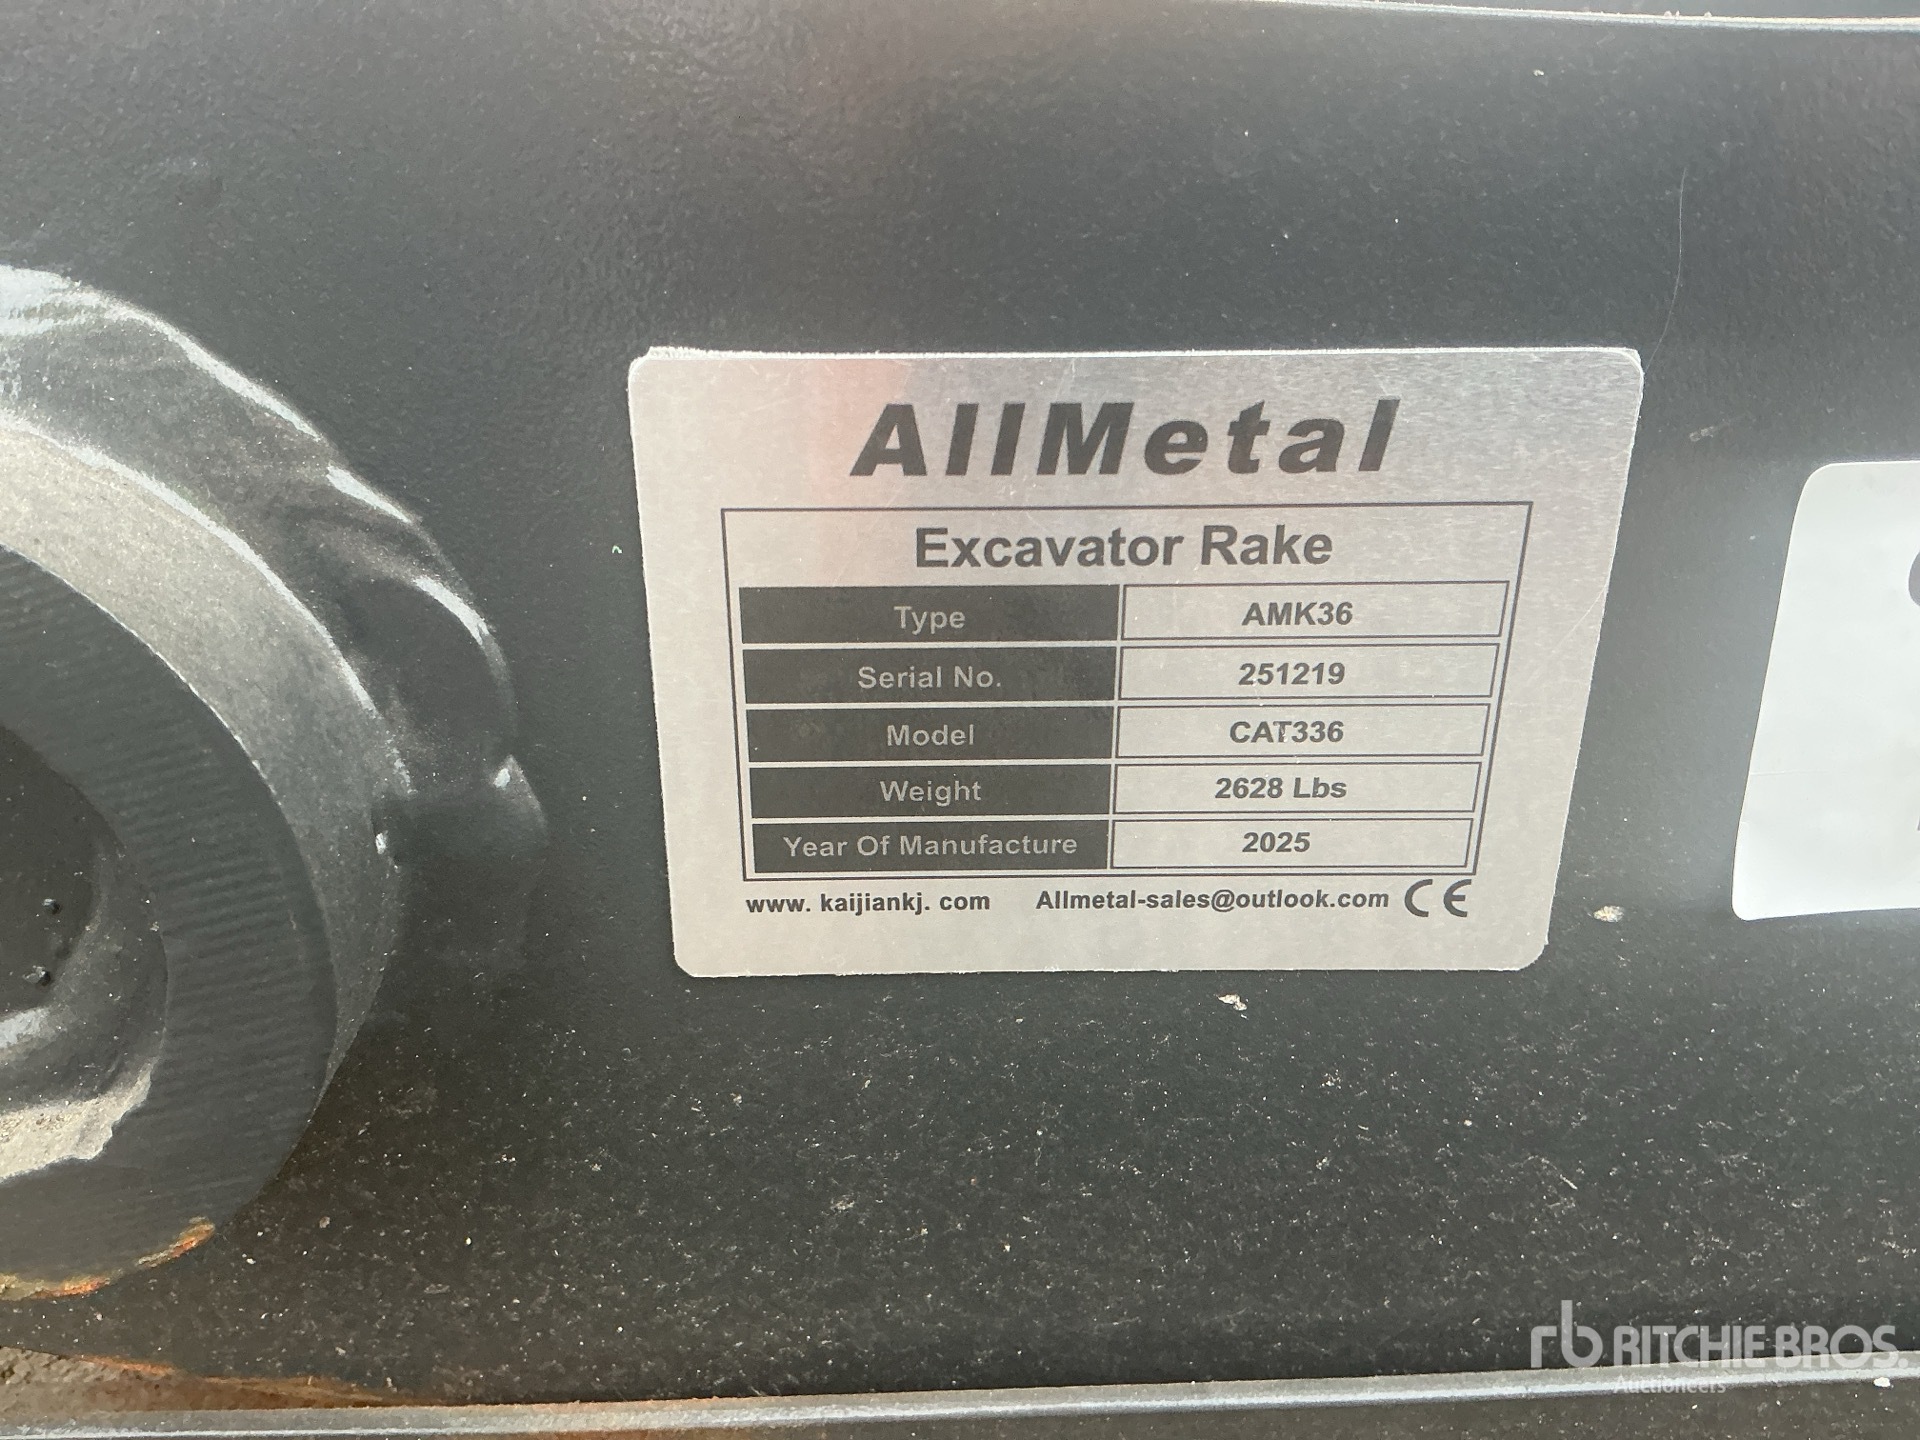 AllMetal
Excavator Rake
Type AMK36
Serial No. 251219
Model CAT336
Weight 2628 Lbs
Year Of Manufacture 2025
www. kaijiankj. com Allmetal-sales@outlook.com CE
rb RITCHIE BROS.
Auctioneers